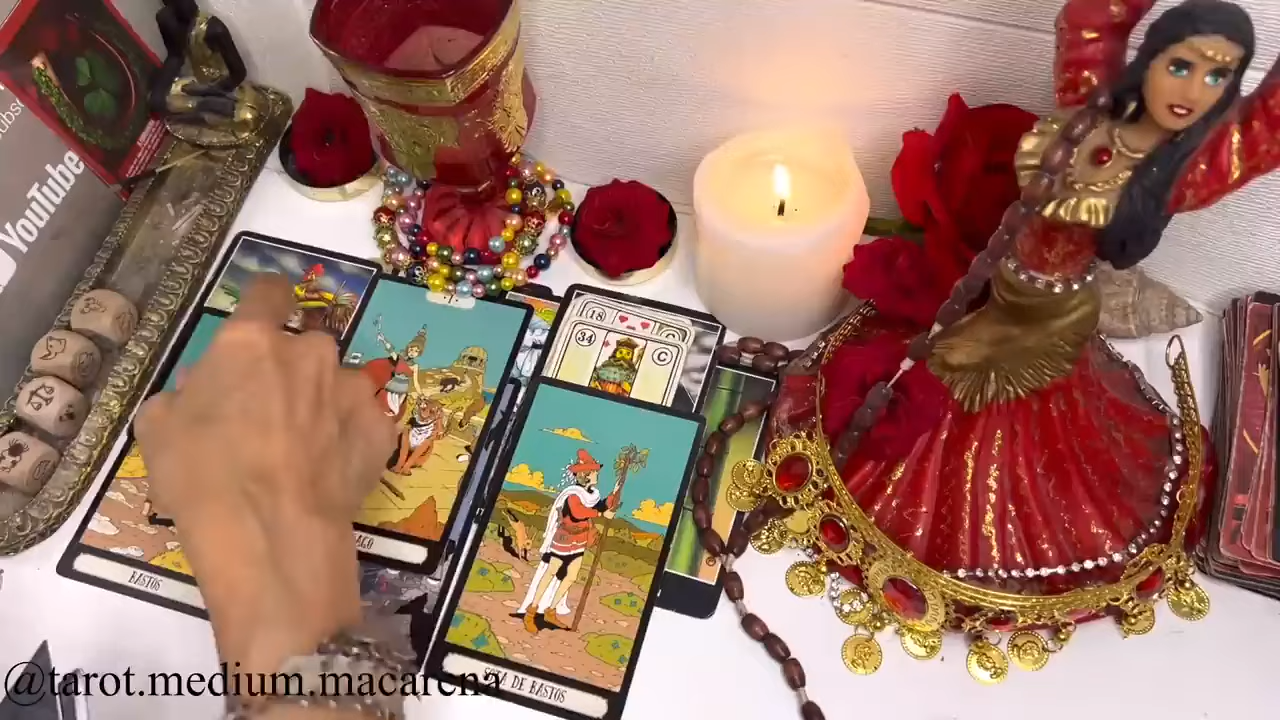 YouTube
18
34
C
BASTOS
SOTA DE BASTOS
@tarot.medium.macarena